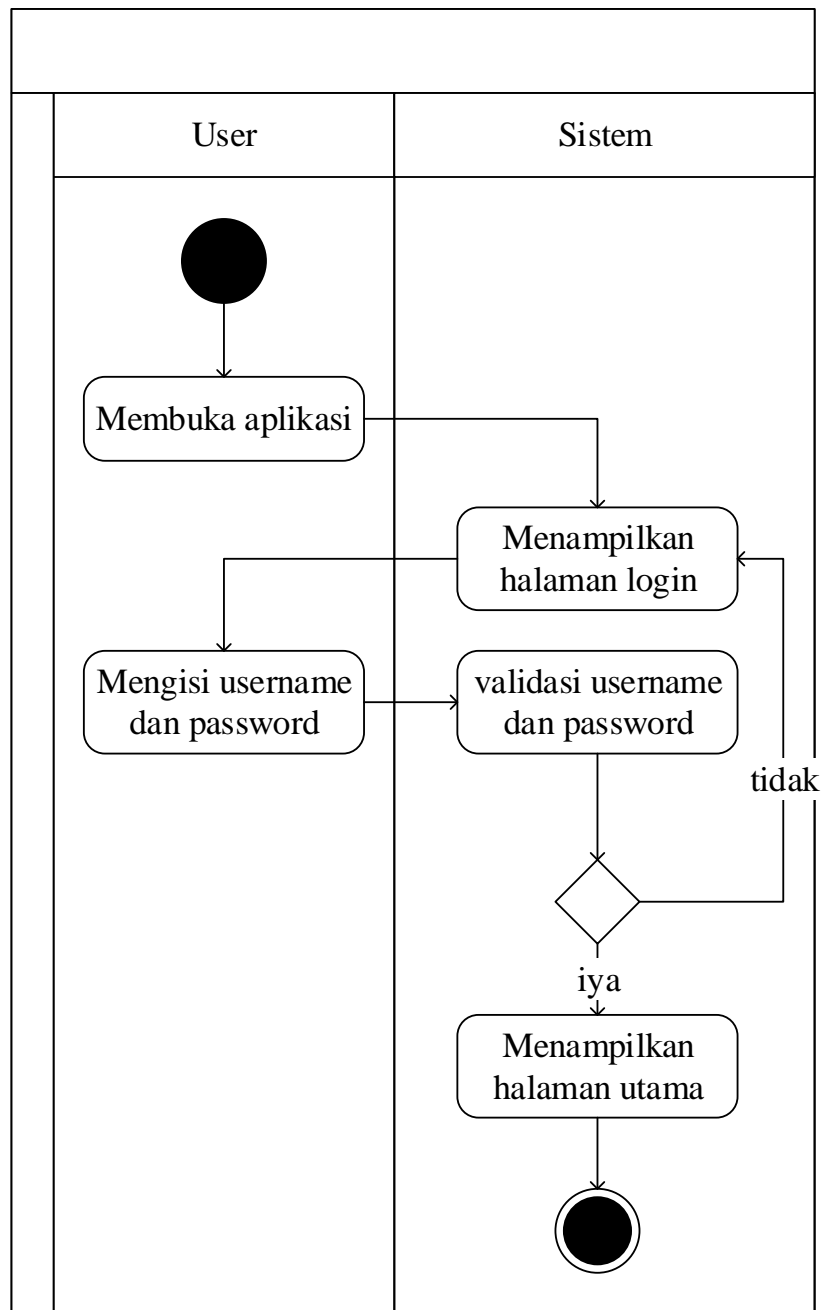 User
Sistem
Membuka aplikasi
Menampilkan
halaman login
Mengisi username
dan password
validasi username
dan password
tidak
iya
Menampilkan
halaman utama